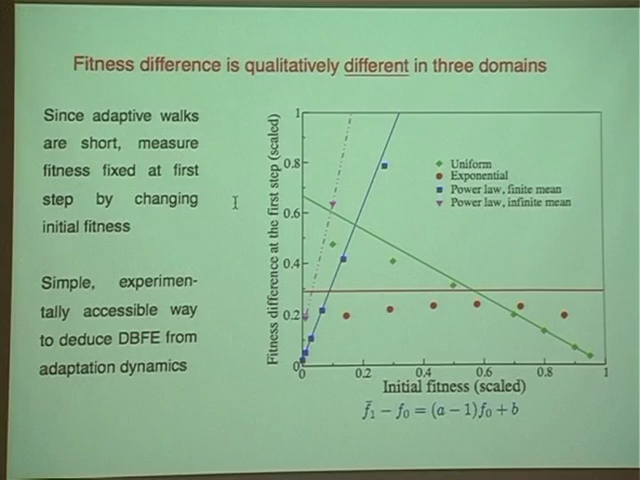 Fitness difference is qualitatively different in three domains
Since adaptive walks
are short, measure
fitness fixed at first
step by changing
initial fitness
Simple, experimen-
tally accessible way
to deduce DBFE from
adaptation dynamics
Fitness difference at the first step (scaled)
1
0.8
0.6
0.4
0.2
0
Uniform
Exponential
Power law, finite mean
Power law, infinite mean
0 0.2 0.4 0.6 0.8 1
Initial fitness (scaled)
f̄₁ − f₀ = (a − 1)f₀ + b